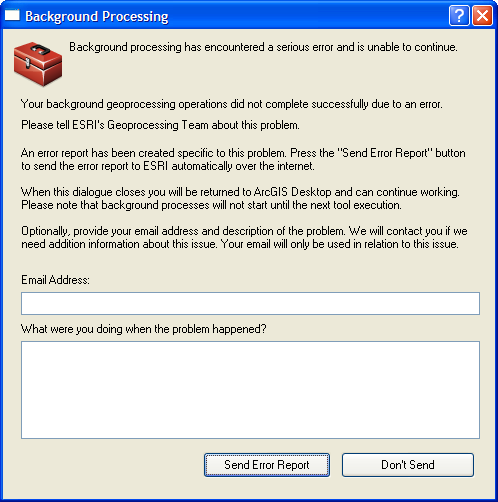 Background Processing
Background processing has encountered a serious error and is unable to continue.
Your background geoprocessing operations did not complete successfully due to an error.
Please tell ESRI's Geoprocessing Team about this problem.
An error report has been created specific to this problem. Press the "Send Error Report" button
to send the error report to ESRI automatically over the internet.
When this dialogue closes you will be returned to ArcGIS Desktop and can continue working.
Please note that background processes will not start until the next tool execution.
Optionally, provide your email address and description of the problem. We will contact you if we
need addition information about this issue. Your email will only be used in relation to this issue.
Email Address:
What were you doing when the problem happened?
Send Error Report
Don't Send